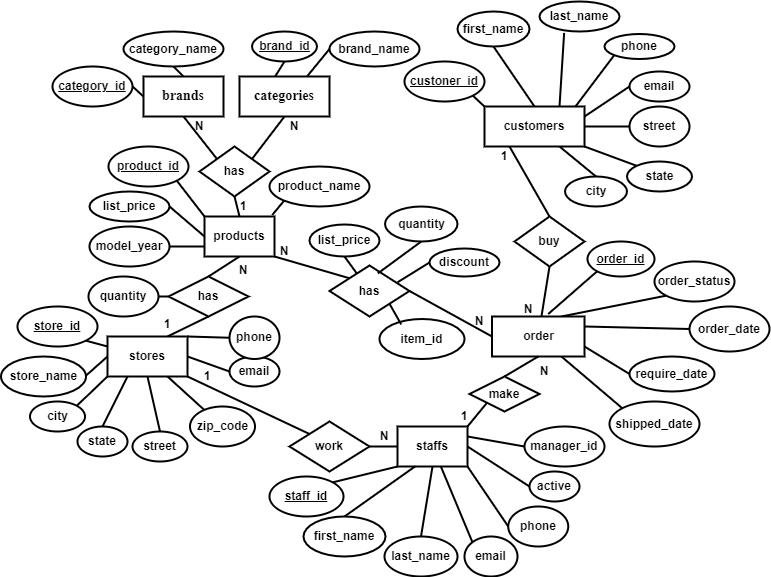 last_name
first_name
category_name
brand_id
brand_name
phone
category_id
custoner_id
email
brands
categories
customers
street
N
N
1
product_id
has
state
product_name
city
list_price
1
products
quantity
model_year
N
N
list_price
buy
order_id
discount
order_status
quantity
has
has
N
store_id
1
N
order_date
phone
item_id
order
stores
email
N
require_date
store_name
1
make
city
1
shipped_date
zip_code
state
street
work
N
staffs
manager_id
active
staff_id
phone
first_name
last_name
email